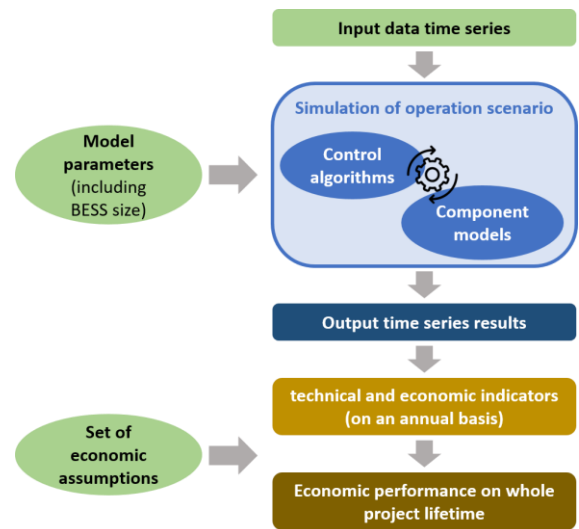 Input data time series
Simulation of operation scenario
Control
algorithms
Component
models
Model
parameters
(including
BESS size)
Output time series results
technical and economic indicators
(on an annual basis)
Set of
economic
assumptions
Economic performance on whole
project lifetime